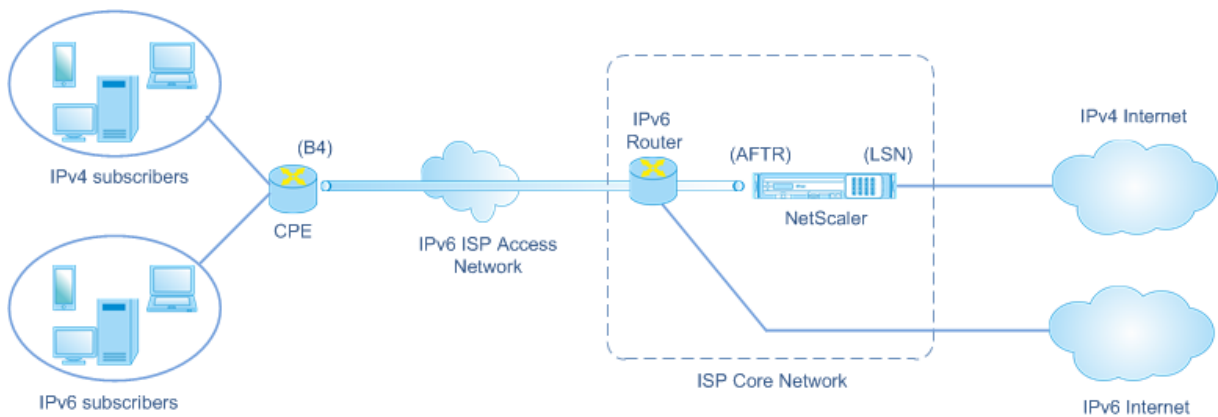 IPv4 subscribers
(B4)
CPE
IPv6 subscribers
IPv6 ISP Access
Network
IPv6
Router
(AFTR)
(LSN)
NetScaler
ISP Core Network
IPv4 Internet
IPv6 Internet